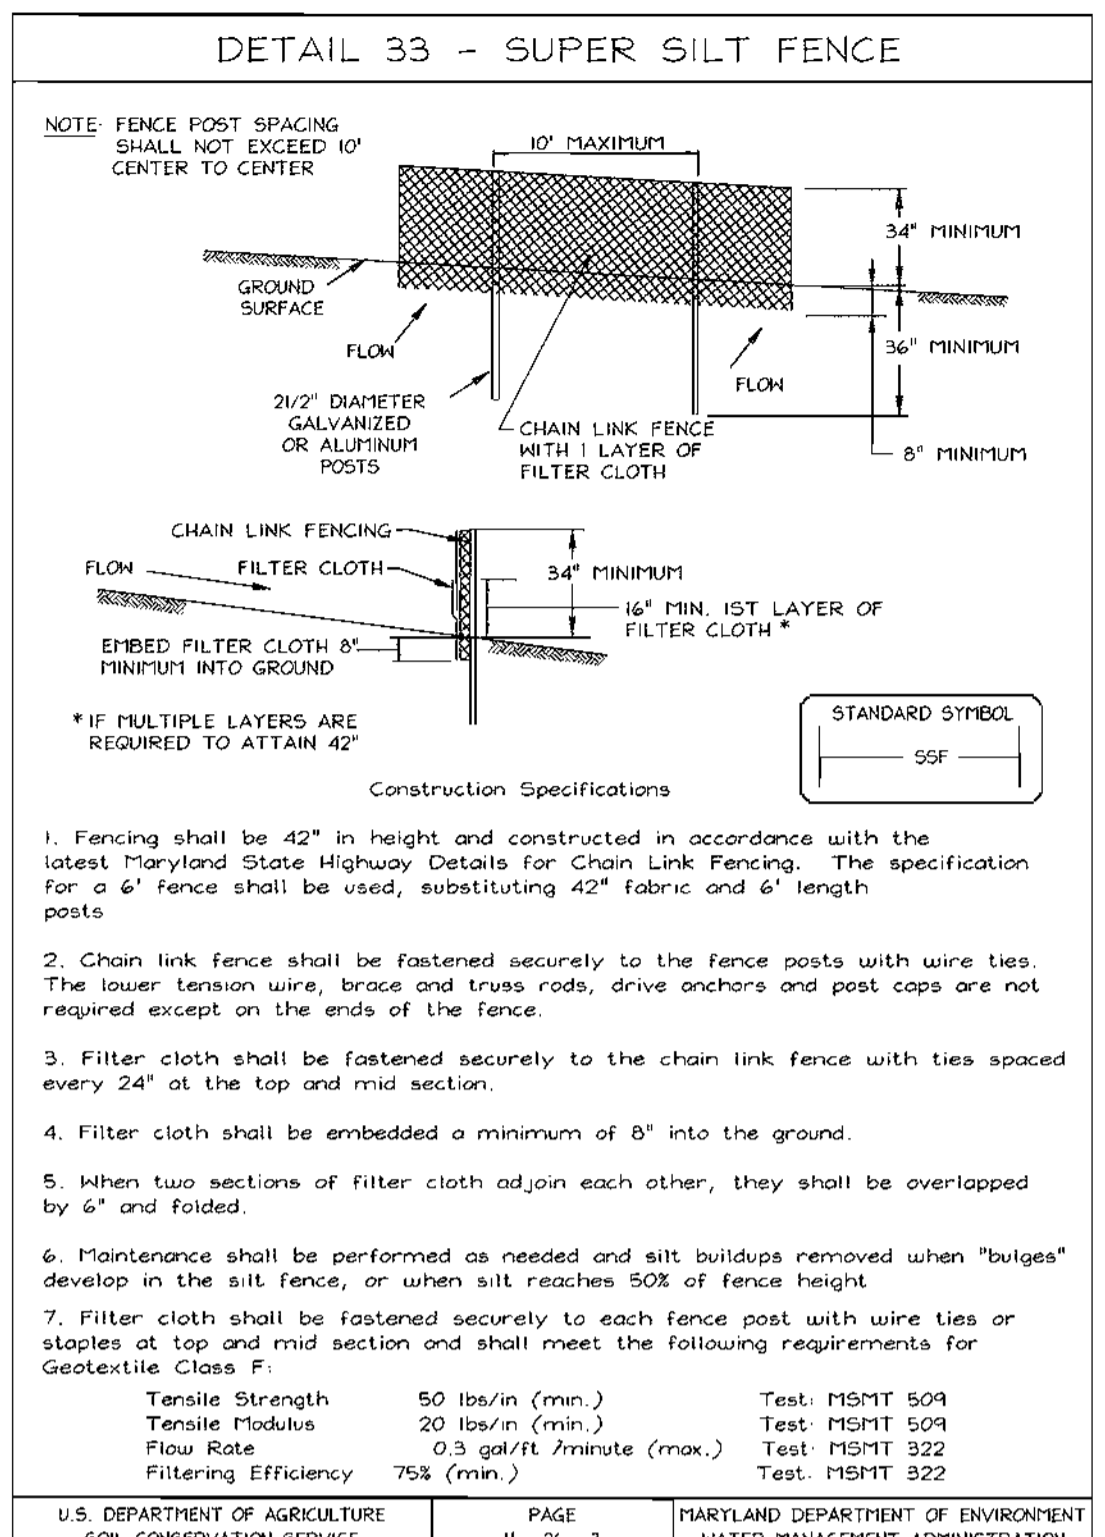 DETAIL 33 - SUPER SILT FENCE
NOTE: FENCE POST SPACING
SHALL NOT EXCEED 10'
CENTER TO CENTER
10' MAXIMUM
34" MINIMUM
GROUND
SURFACE
FLOW
36" MINIMUM
FLOW
21/2" DIAMETER
GALVANIZED
OR ALUMINUM
POSTS
CHAIN LINK FENCE
WITH 1 LAYER OF
FILTER CLOTH
8" MINIMUM
CHAIN LINK FENCING
FLOW
FILTER CLOTH
34" MINIMUM
16" MIN. 1ST LAYER OF
FILTER CLOTH *
EMBED FILTER CLOTH 8"
MINIMUM INTO GROUND
* IF MULTIPLE LAYERS ARE
REQUIRED TO ATTAIN 42"
STANDARD SYMBOL
SSF
Construction Specifications
1. Fencing shall be 42" in height and constructed in accordance with the
latest Maryland State Highway Details for Chain Link Fencing. The specification
for a 6' fence shall be used, substituting 42" fabric and 6' length
posts
2. Chain link fence shall be fastened securely to the fence posts with wire ties.
The lower tension wire, brace and truss rods, drive anchors and post caps are not
required except on the ends of the fence.
3. Filter cloth shall be fastened securely to the chain link fence with ties spaced
every 24" at the top and mid section.
4. Filter cloth shall be embedded a minimum of 8" into the ground.
5. When two sections of filter cloth adjoin each other, they shall be overlapped
by 6" and folded.
6. Maintenance shall be performed as needed and silt buildups removed when "bulges"
develop in the silt fence, or when silt reaches 50% of fence height
7. Filter cloth shall be fastened securely to each fence post with wire ties or
staples at top and mid section and shall meet the following requirements for
Geotextile Class F:
Tensile Strength 50 lbs/in (min.) Test: MSMT 509
Tensile Modulus 20 lbs/in (min.) Test: MSMT 509
Flow Rate 0.3 gal/ft /minute (max.) Test: MSMT 322
Filtering Efficiency 75% (min.) Test: MSMT 322
U.S. DEPARTMENT OF AGRICULTURE
PAGE
MARYLAND DEPARTMENT OF ENVIRONMENT
SOIL CONSERVATION SERVICE
WATER MANAGEMENT ADMINISTRATION